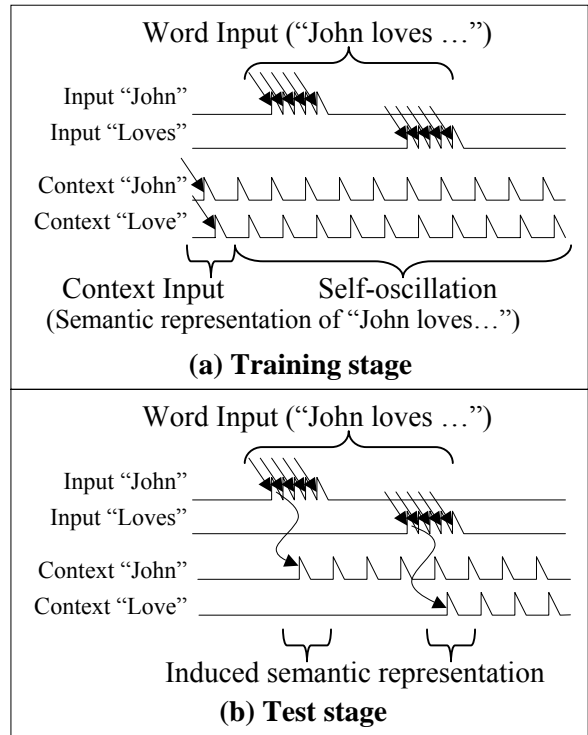 Word Input (“John loves …”)
Input “John”
Input “Loves”
Context “John”
Context “Love”
Context Input Self-oscillation
(Semantic representation of “John loves…”)
(a) Training stage
Word Input (“John loves …”)
Input “John”
Input “Loves”
Context “John”
Context “Love”
Induced semantic representation
(b) Test stage